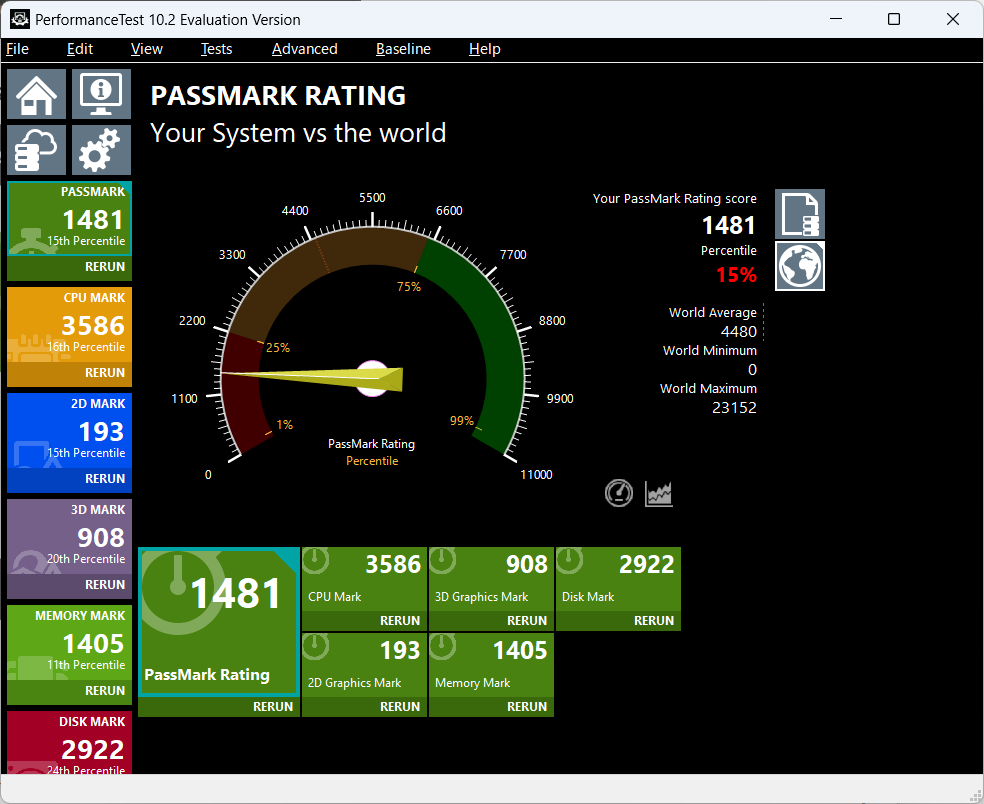 PerformanceTest 10.2 Evaluation Version
File Edit View Tests Advanced Baseline Help
PASSMARK RATING
Your System vs the world
PASSMARK
1481
15th Percentile
RERUN
CPU MARK
3586
16th Percentile
RERUN
2D MARK
193
15th Percentile
RERUN
3D MARK
908
20th Percentile
RERUN
MEMORY MARK
1405
11th Percentile
RERUN
DISK MARK
2922
24th Percentile
0
1100
2200
3300
4400
5500
6600
7700
8800
9900
11000
1%
25%
75%
99%
PassMark Rating
Percentile
Your PassMark Rating score
1481
Percentile
15%
World Average
4480
World Minimum
0
World Maximum
23152
1481
PassMark Rating
RERUN
3586
CPU Mark
RERUN
908
3D Graphics Mark
RERUN
2922
Disk Mark
RERUN
193
2D Graphics Mark
RERUN
1405
Memory Mark
RERUN